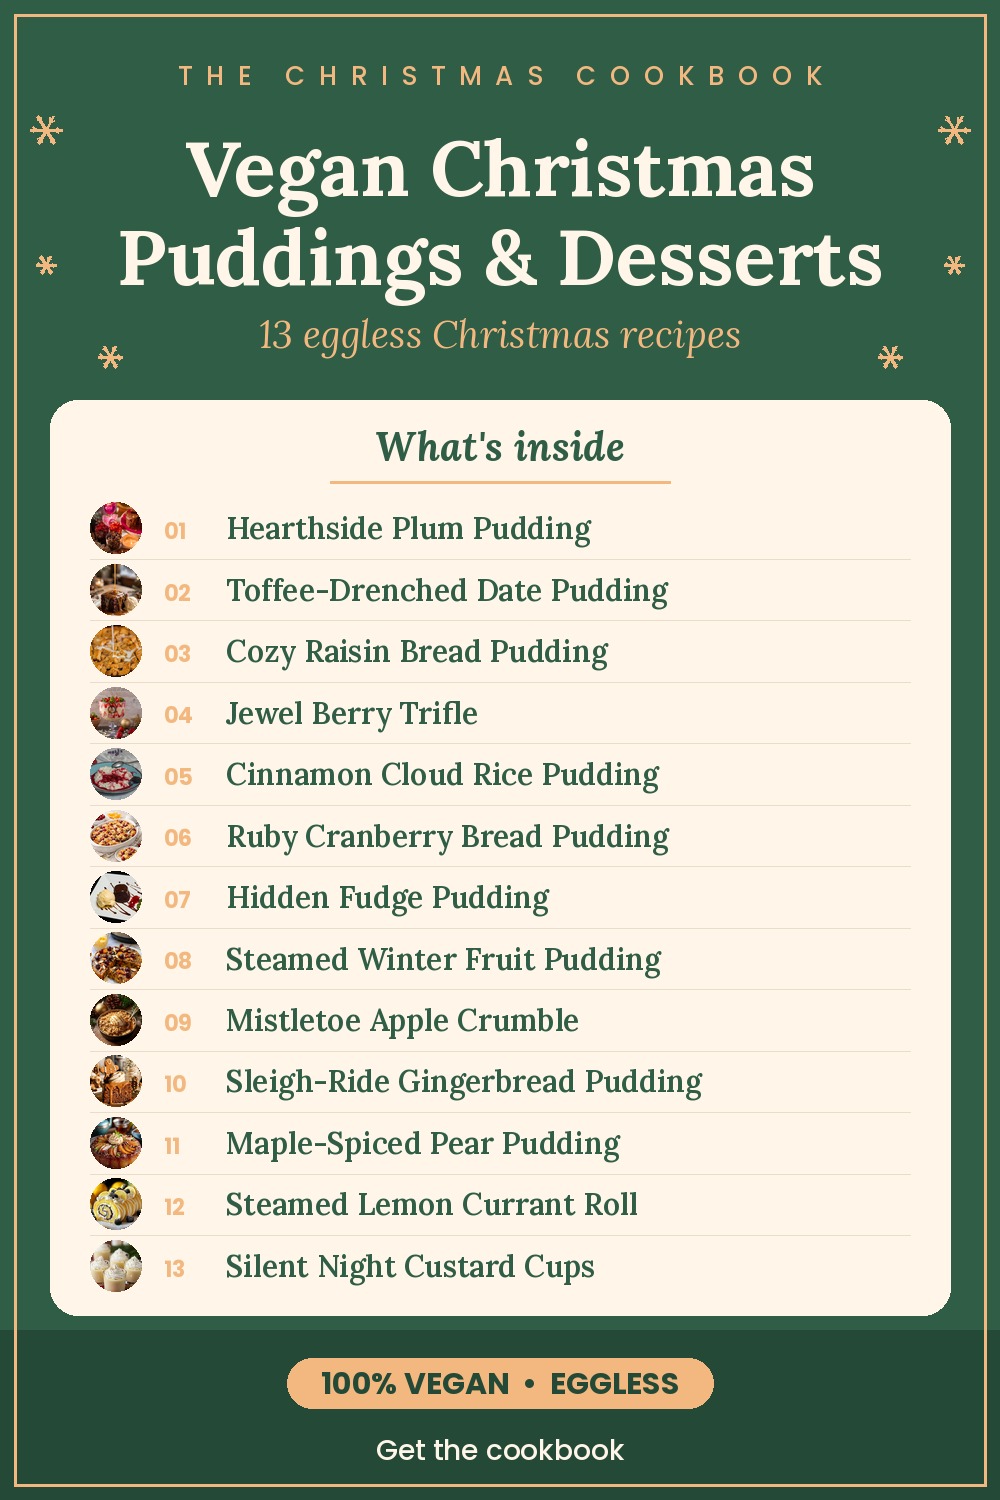 THE CHRISTMAS COOKBOOK
Vegan Christmas
Puddings & Desserts
13 eggless Christmas recipes
What's inside
01 Hearthside Plum Pudding
02 Toffee-Drenched Date Pudding
03 Cozy Raisin Bread Pudding
04 Jewel Berry Trifle
05 Cinnamon Cloud Rice Pudding
06 Ruby Cranberry Bread Pudding
07 Hidden Fudge Pudding
08 Steamed Winter Fruit Pudding
09 Mistletoe Apple Crumble
10 Sleigh-Ride Gingerbread Pudding
11 Maple-Spiced Pear Pudding
12 Steamed Lemon Currant Roll
13 Silent Night Custard Cups
100% VEGAN • EGGLESS
Get the cookbook